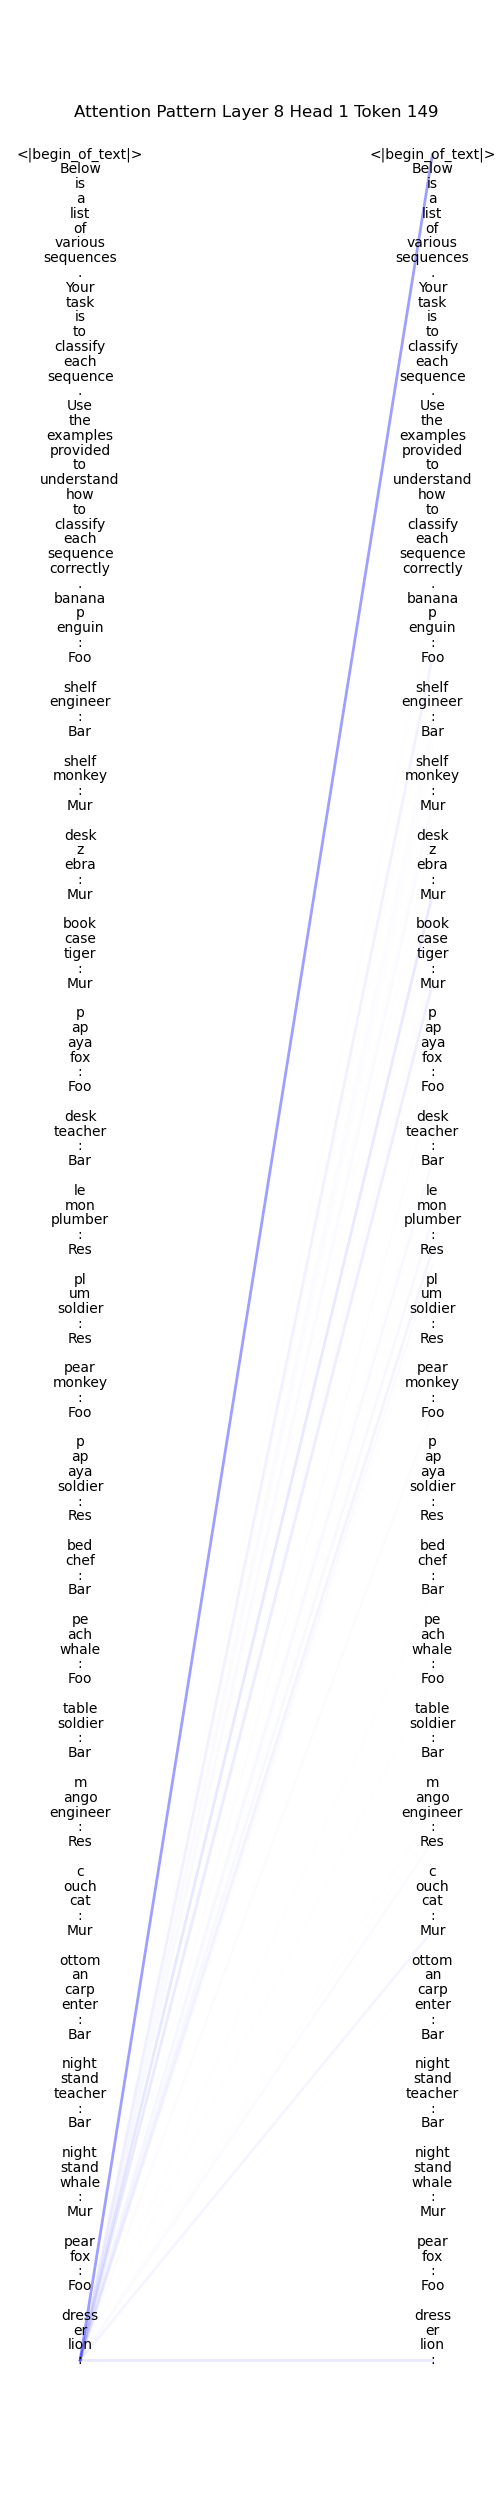 Attention Pattern Layer 8 Head 1 Token 149
<|begin_of_text|>
Below
is
a
list
of
various
sequences
.
Your
task
is
to
classify
each
sequence
.
Use
the
examples
provided
to
understand
how
to
classify
each
sequence
correctly
.
banana
p
enguin
:
Foo
shelf
engineer
:
Bar
shelf
monkey
:
Mur
desk
z
ebra
:
Mur
book
case
tiger
:
Mur
p
ap
aya
fox
:
Foo
desk
teacher
:
Bar
le
mon
plumber
:
Res
pl
um
soldier
:
Res
pear
monkey
:
Foo
p
ap
aya
soldier
:
Res
bed
chef
:
Bar
pe
ach
whale
:
Foo
table
soldier
:
Bar
m
ango
engineer
:
Res
c
ouch
cat
:
Mur
ottom
an
carp
enter
:
Bar
night
stand
teacher
:
Bar
night
stand
whale
:
Mur
pear
fox
:
Foo
dress
er
lion
:
<|begin_of_text|>
Below
is
a
list
of
various
sequences
.
Your
task
is
to
classify
each
sequence
.
Use
the
examples
provided
to
understand
how
to
classify
each
sequence
correctly
.
banana
p
enguin
:
Foo
shelf
engineer
:
Bar
shelf
monkey
:
Mur
desk
z
ebra
:
Mur
book
case
tiger
:
Mur
p
ap
aya
fox
:
Foo
desk
teacher
:
Bar
le
mon
plumber
:
Res
pl
um
soldier
:
Res
pear
monkey
:
Foo
p
ap
aya
soldier
:
Res
bed
chef
:
Bar
pe
ach
whale
:
Foo
table
soldier
:
Bar
m
ango
engineer
:
Res
c
ouch
cat
:
Mur
ottom
an
carp
enter
:
Bar
night
stand
teacher
:
Bar
night
stand
whale
:
Mur
pear
fox
:
Foo
dress
er
lion
: